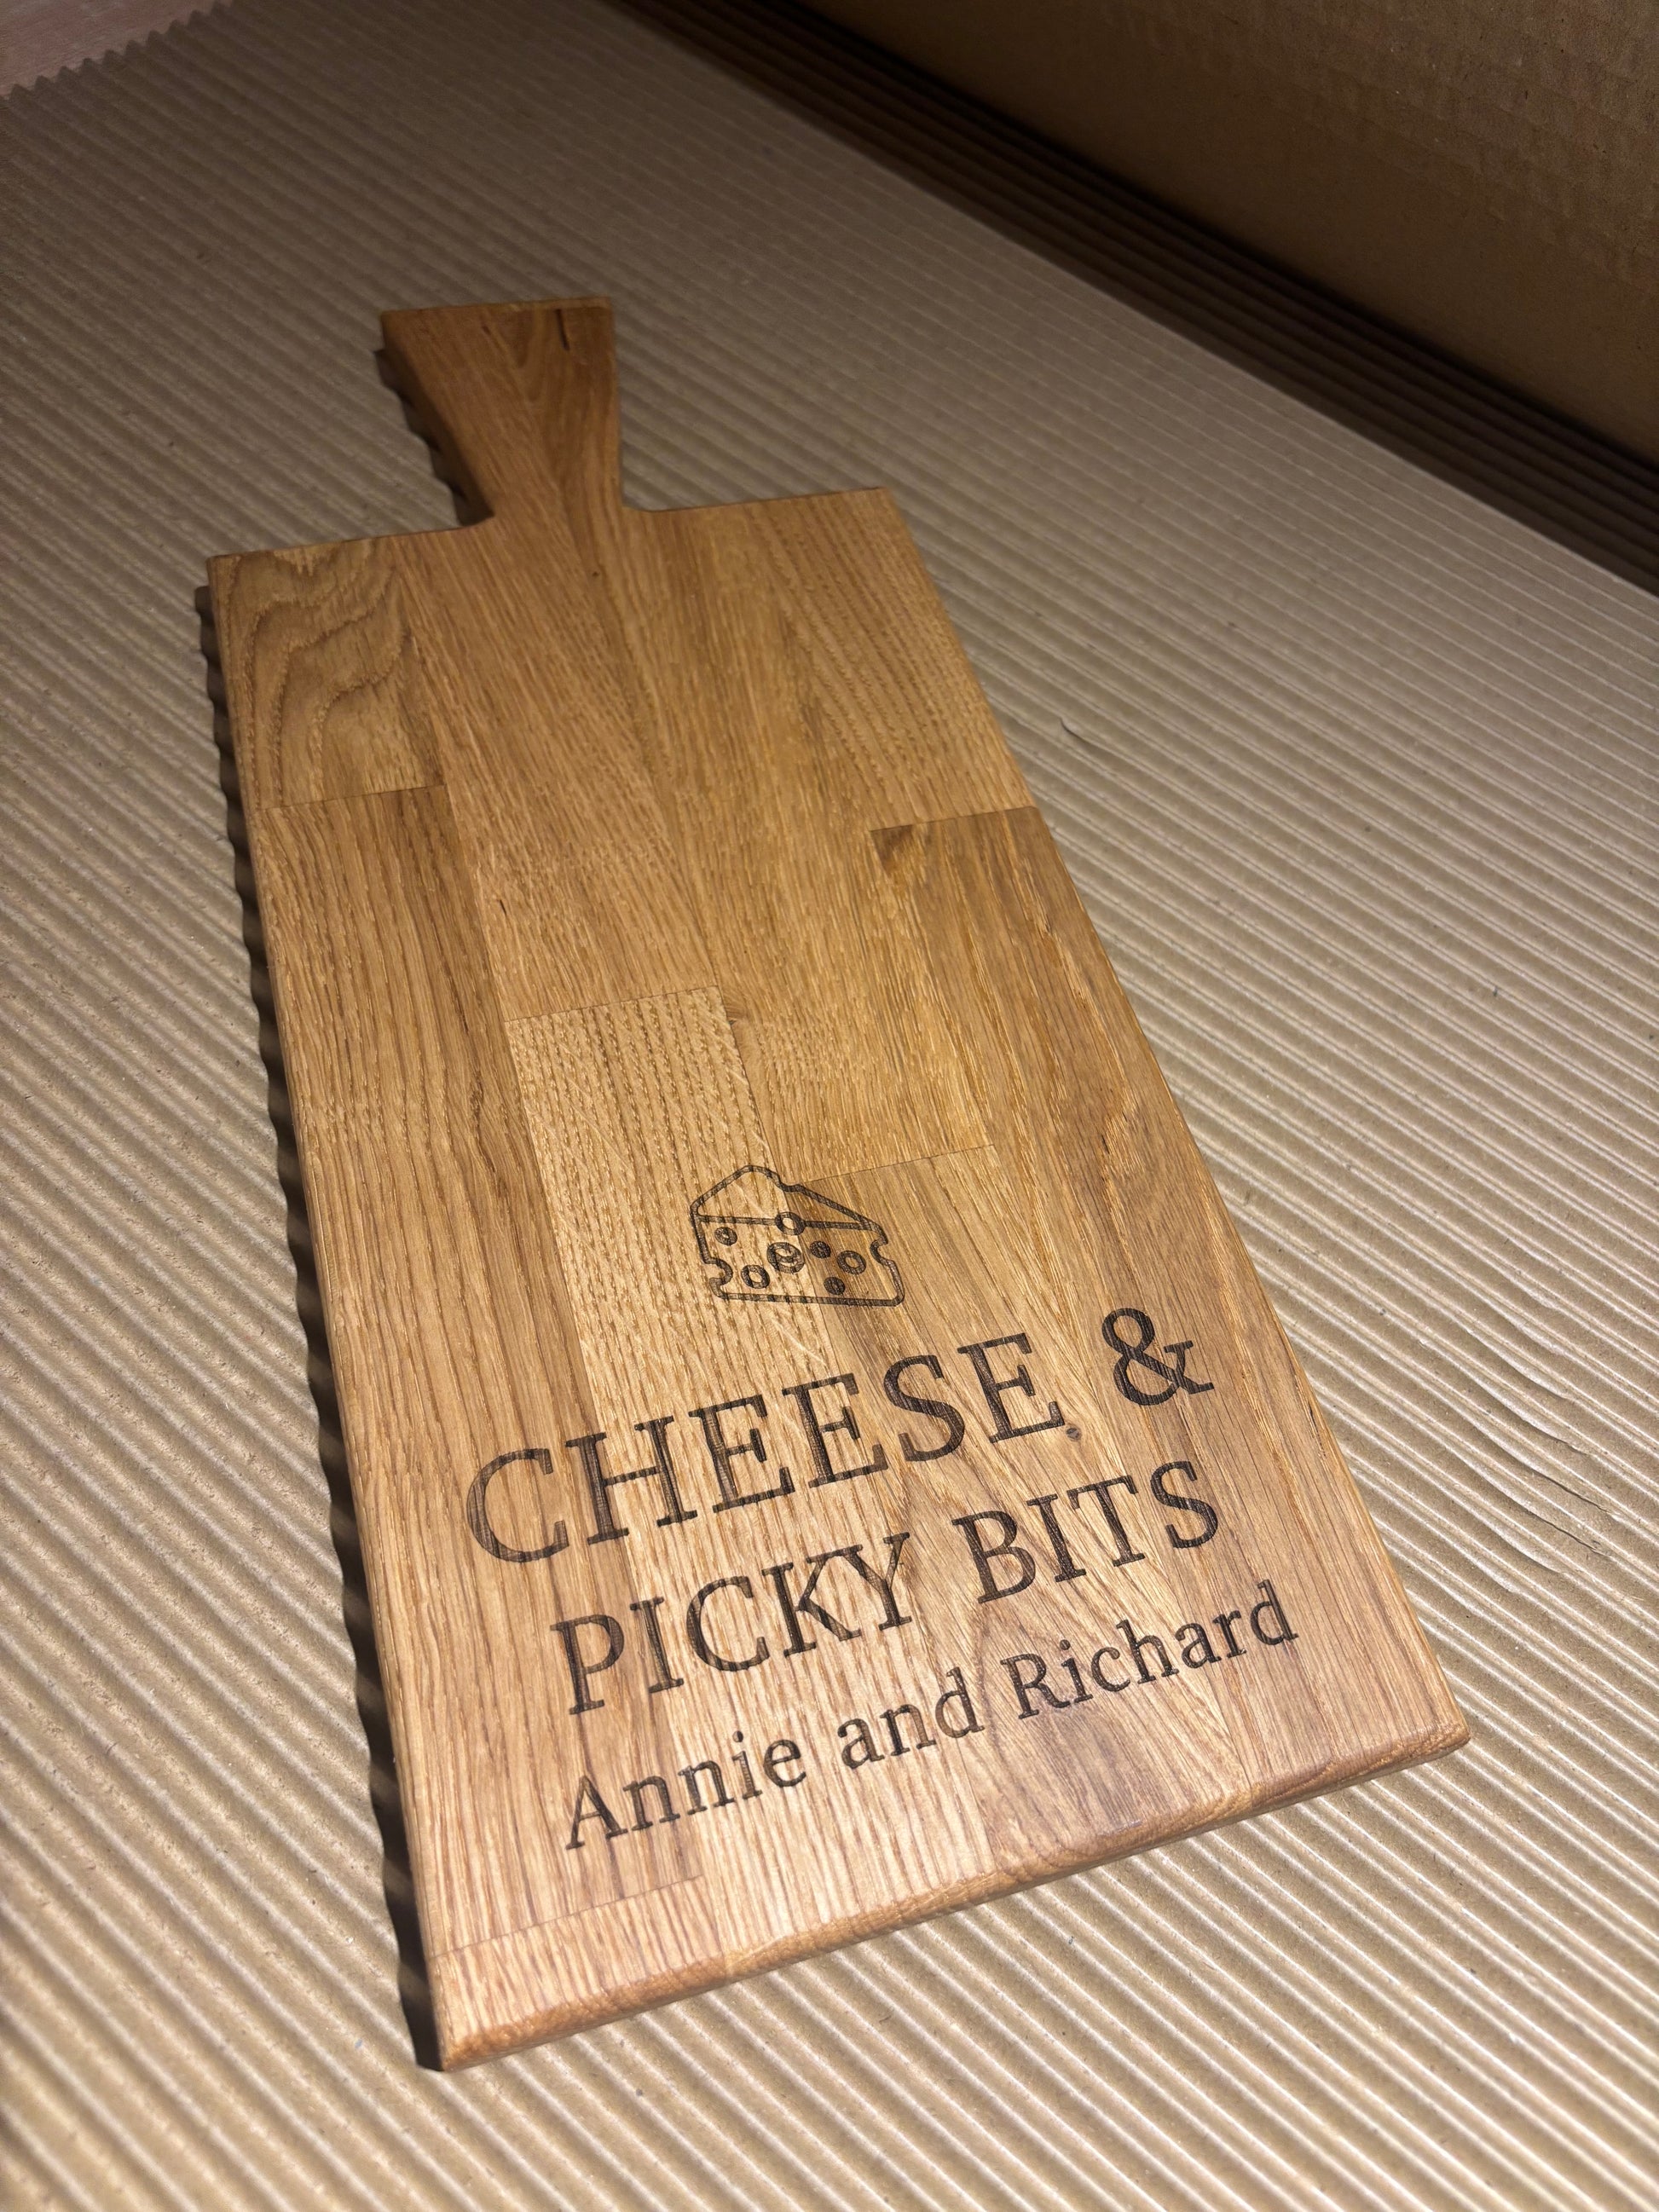 CHEESE &
PICKY BITS
Annie and Richard